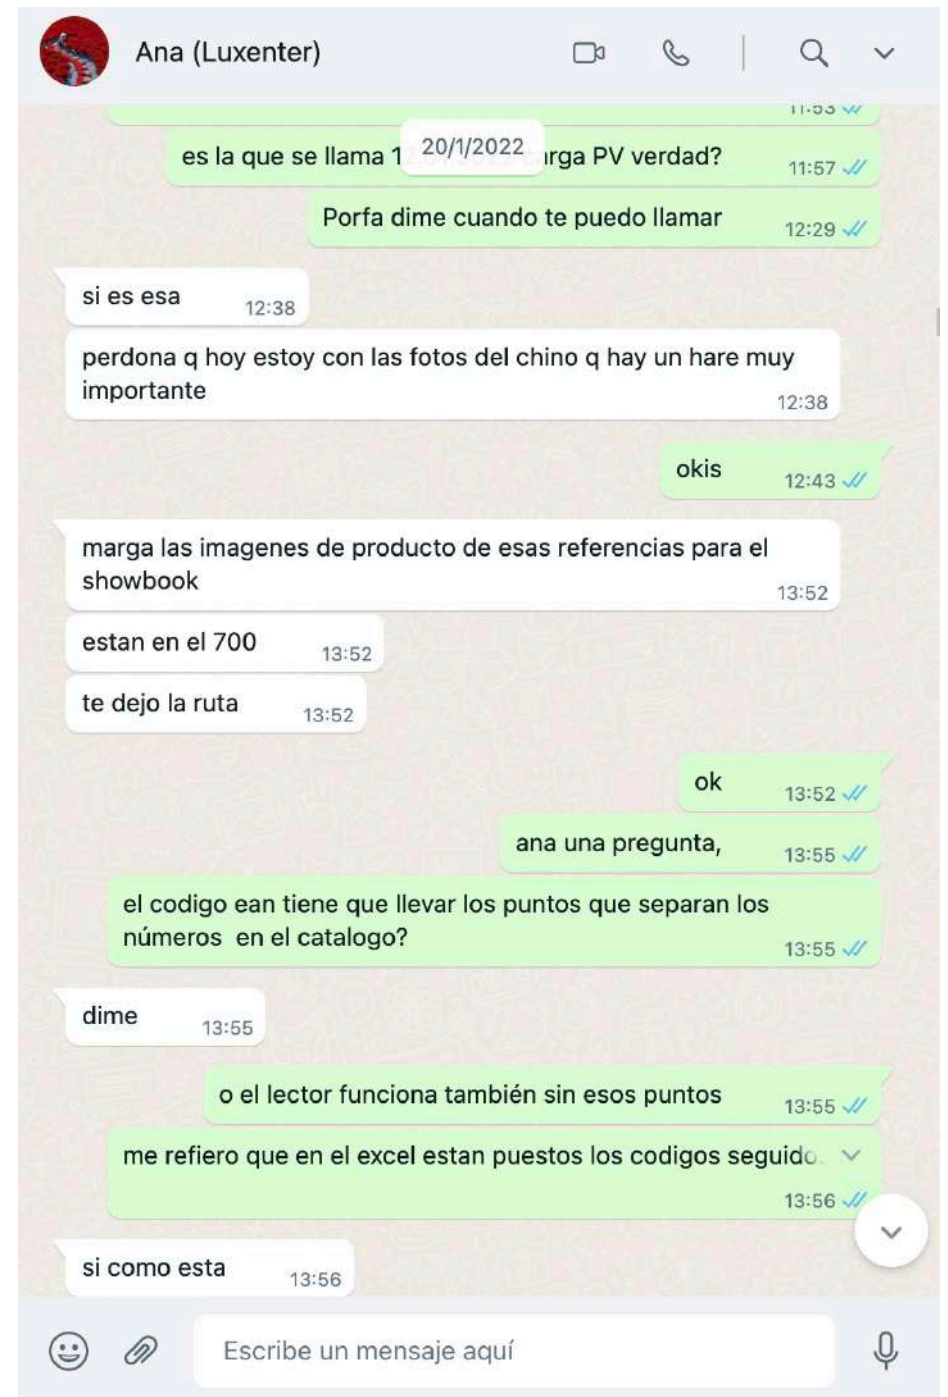 Ana (Luxenter)
11:53
20/1/2022
es la que se llama 1 arga PV verdad?
11:57
Porfa dime cuando te puedo llamar
12:29
si es esa
12:38
perdona q hoy estoy con las fotos del chino q hay un hare muy
importante
12:38
okis
12:43
marga las imagenes de producto de esas referencias para el
showbook
13:52
estan en el 700
13:52
te dejo la ruta
13:52
ok
13:52
ana una pregunta,
13:55
el codigo ean tiene que llevar los puntos que separan los
números en el catalogo?
13:55
dime
13:55
o el lector funciona también sin esos puntos
13:55
me refiero que en el excel estan puestos los codigos seguido
13:56
si como esta
13:56
Escribe un mensaje aquí